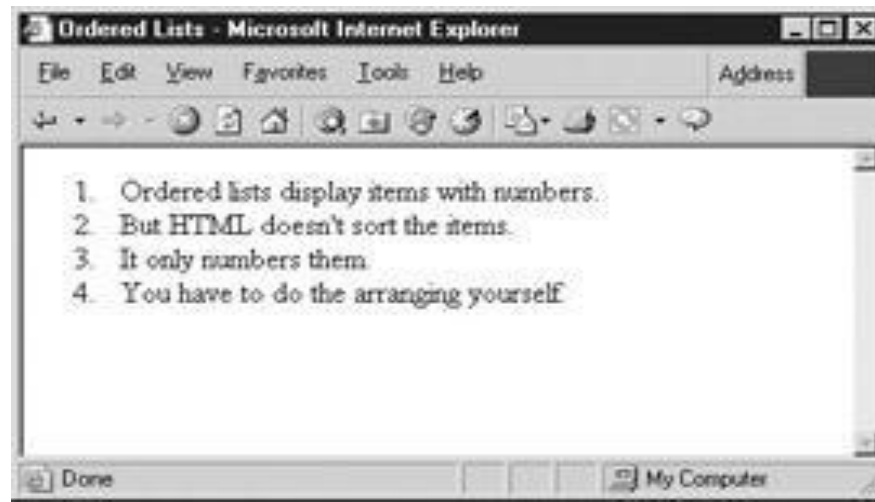 Ordered Lists - Microsoft Internet Explorer
File Edit View Favorites Tools Help Address
1. Ordered lists display items with numbers.
2. But HTML doesn't sort the items.
3. It only numbers them.
4. You have to do the arranging yourself.
Done My Computer